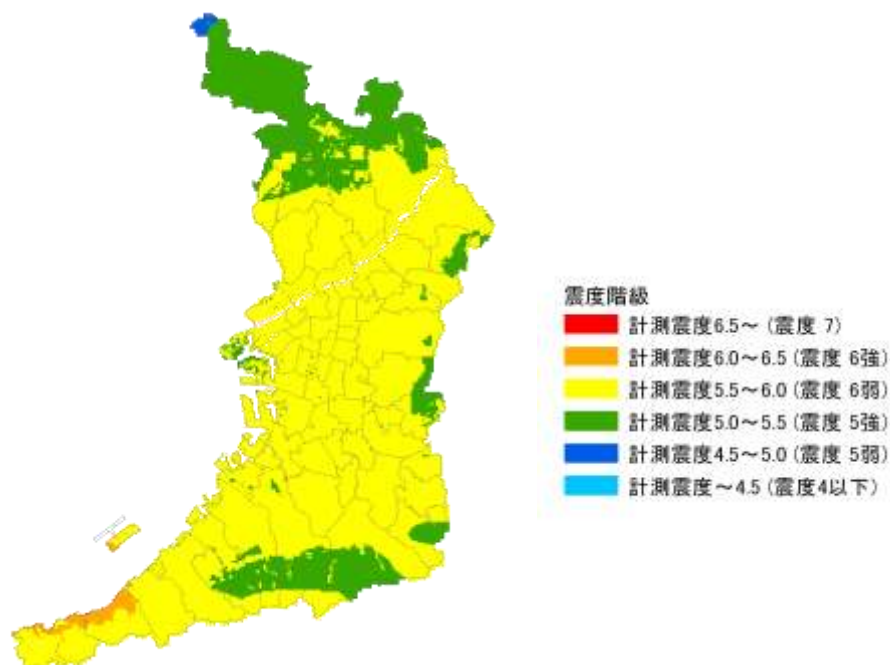 震度階級
計測震度6.5～ (震度 7)
計測震度6.0～6.5 (震度 6強)
計測震度5.5～6.0 (震度 6弱)
計測震度5.0～5.5 (震度 5強)
計測震度4.5～5.0 (震度 5弱)
計測震度～4.5 (震度4以下)